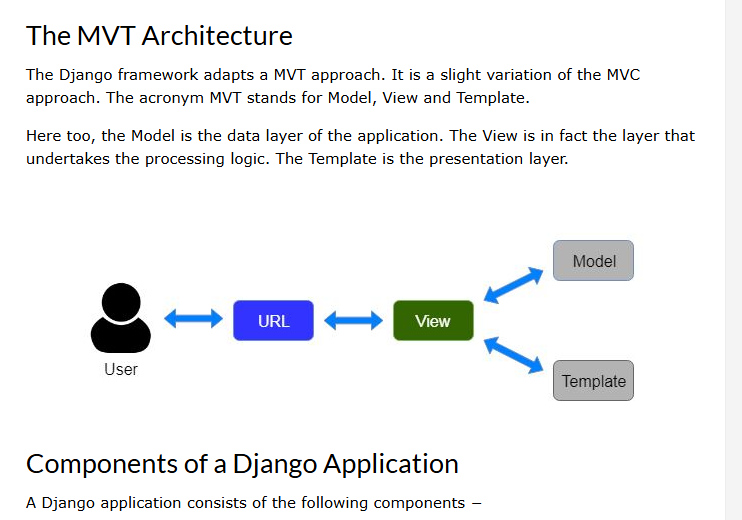 The MVT Architecture
The Django framework adapts a MVT approach. It is a slight variation of the MVC
approach. The acronym MVT stands for Model, View and Template.
Here too, the Model is the data layer of the application. The View is in fact the layer that
undertakes the processing logic. The Template is the presentation layer.
Model
URL
View
User
Template
Components of a Django Application
A Django application consists of the following components −